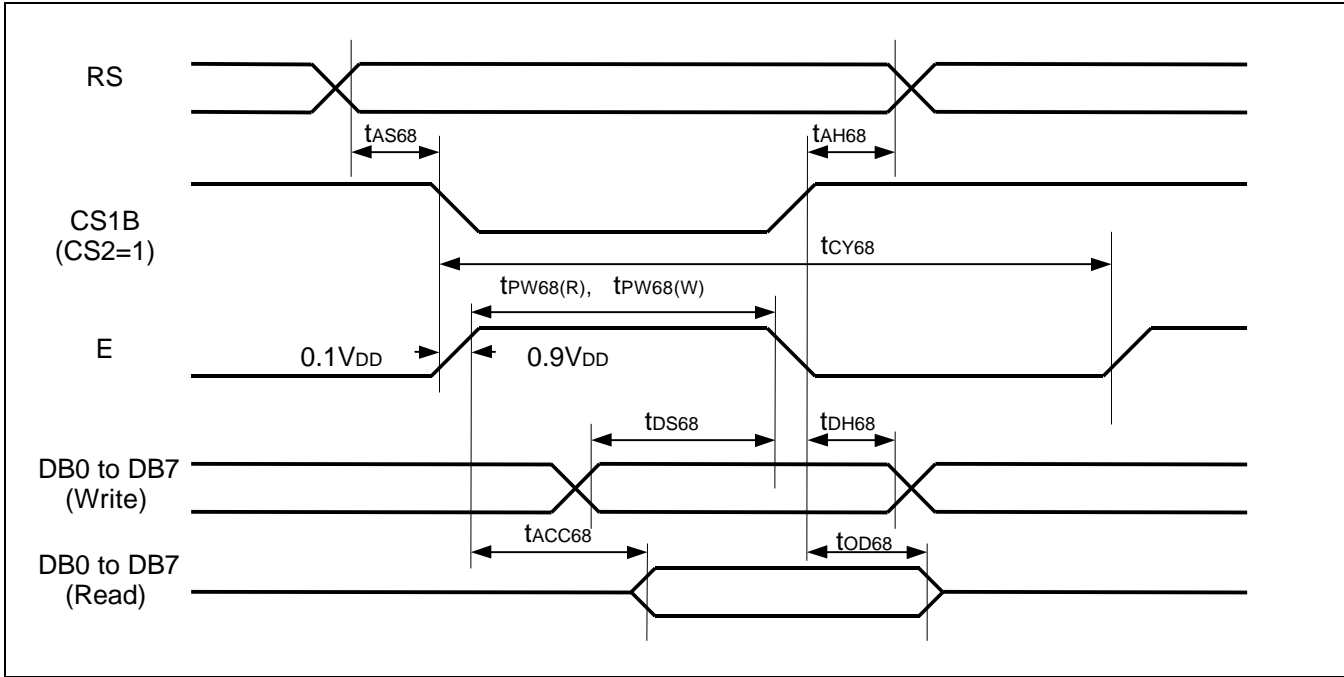 RS
tAS68
tAH68
CS1B
(CS2=1)
tCY68
tPW68(R), tPW68(W)
E
0.1VDD
0.9VDD
tDS68
tDH68
DB0 to DB7
(Write)
tACC68
tOD68
DB0 to DB7
(Read)